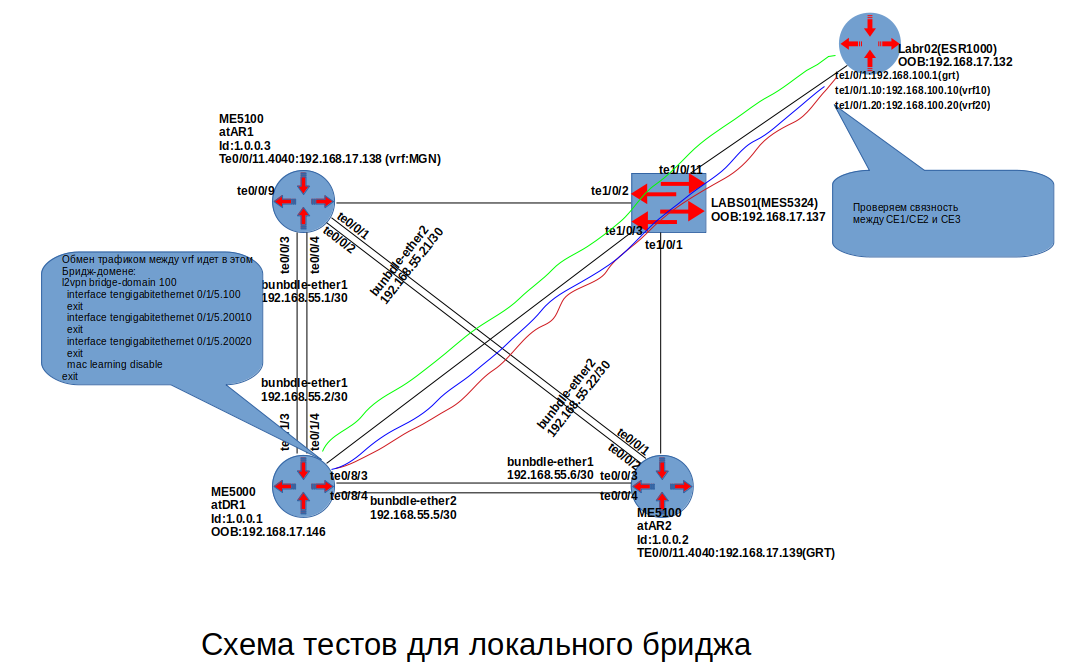 Labr02(ESR1000)
OOB:192.168.17.132
te1/0/1:192.168.100.1(grt)
te1/0/1.10:192.168.100.10(vrf10)
te1/0/1.20:192.168.100.20(vrf20)
ME5100
atAR1
Id:1.0.0.3
Te0/0/11.4040:192.168.17.138 (vrf:MGN)
te0/0/9
te0/0/1
te0/0/2
te0/0/3
te0/0/4
te1/0/11
te1/0/2
te1/0/3
te1/0/1
LABS01(MES5324)
OOB:192.168.17.137
Проверяем связность
между CE1/CE2 и CE3
Обмен трафиком между vrf идет в этом
Бридж-домене:
l2vpn bridge-domain 100
interface tengigabitethernet 0/1/5.100
exit
interface tengigabitethernet 0/1/5.20010
exit
interface tengigabitethernet 0/1/5.20020
exit
mac learning disable
exit
bunbdle-ether1
192.168.55.1/30
bunbdle-ether2
192.168.55.21/30
bunbdle-ether1
192.168.55.2/30
te0/1/4
bunbdle-ether2
192.168.55.22/30
te0/0/1
te0/0/2
te0/8/3
te0/8/4
bunbdle-ether1
192.168.55.6/30
te0/0/3
te0/0/4
bunbdle-ether2
192.168.55.5/30
ME5000
atDR1
Id:1.0.0.1
OOB:192.168.17.146
ME5100
atAR2
Id:1.0.0.2
TE0/0/11.4040:192.168.17.139(GRT)
Схема тестов для локального бриджа